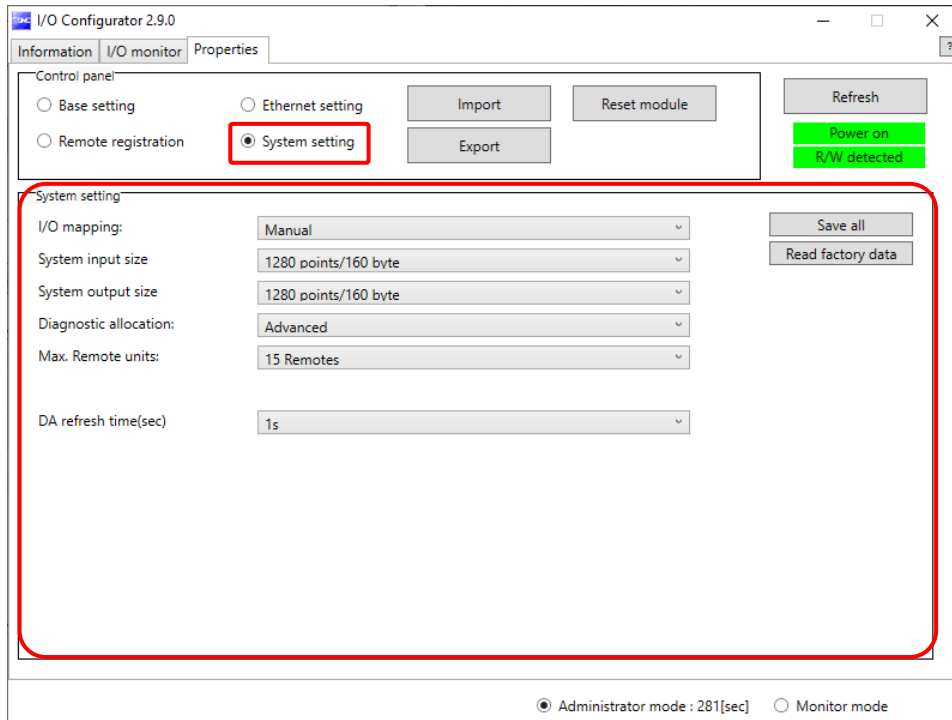 SMC I/O Configurator 2.9.0
Information I/O monitor Properties ?
Control panel
Base setting Ethernet setting Import Reset module Refresh
Remote registration System setting Export Power on
R/W detected
System setting
I/O mapping: Manual Save all
System input size 1280 points/160 byte Read factory data
System output size 1280 points/160 byte
Diagnostic allocation: Advanced
Max. Remote units: 15 Remotes
DA refresh time(sec) 1s
Administrator mode : 281[sec] Monitor mode